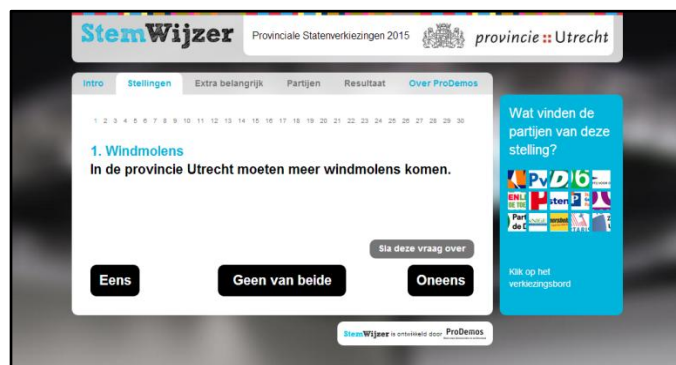 StemWijzer
Provinciale Statenverkiezingen 2015
provincie :: Utrecht
Intro Stellingen Extra belangrijk Partijen Resultaat Over ProDemos
1 2 3 4 5 6 7 8 9 10 11 12 13 14 15 16 17 18 19 20 21 22 23 24 25 26 27 28 29 30
1. Windmolens
In de provincie Utrecht moeten meer windmolens komen.
Sla deze vraag over
Eens Geen van beide Oneens
Wat vinden de
partijen van deze
stelling?
Klik op het
verkiezingsbord
StemWijzer is ontwikkeld door ProDemos